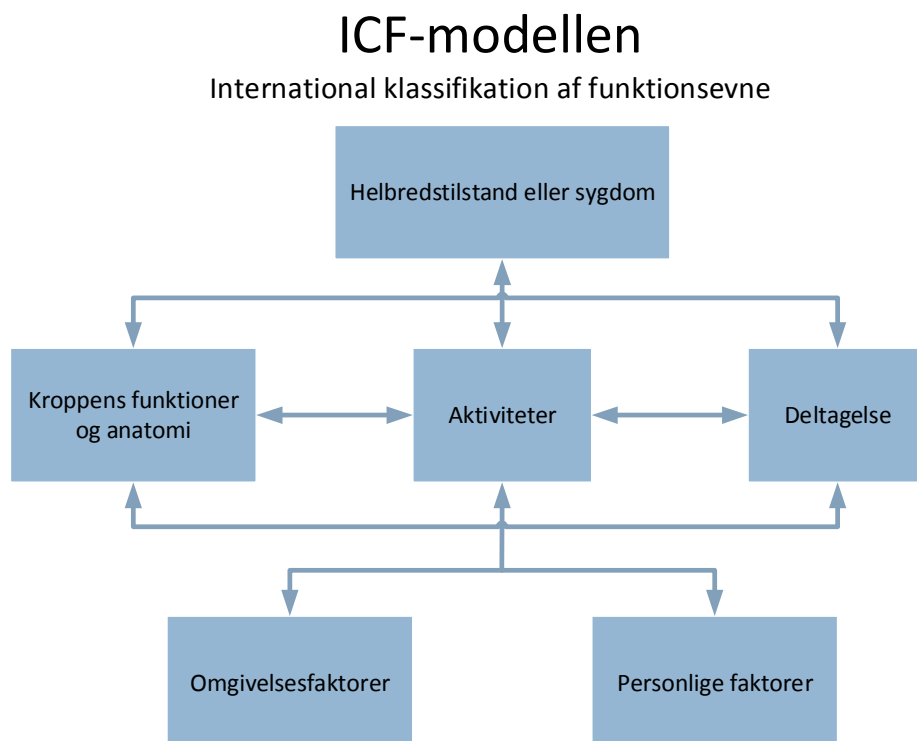 ICF-modellen
International klassifikation af funktionsevne
Helbredstilstand eller sygdom
Kroppens funktioner
og anatomi
Aktiviteter
Deltagelse
Omgivelsesfaktorer
Personlige faktorer